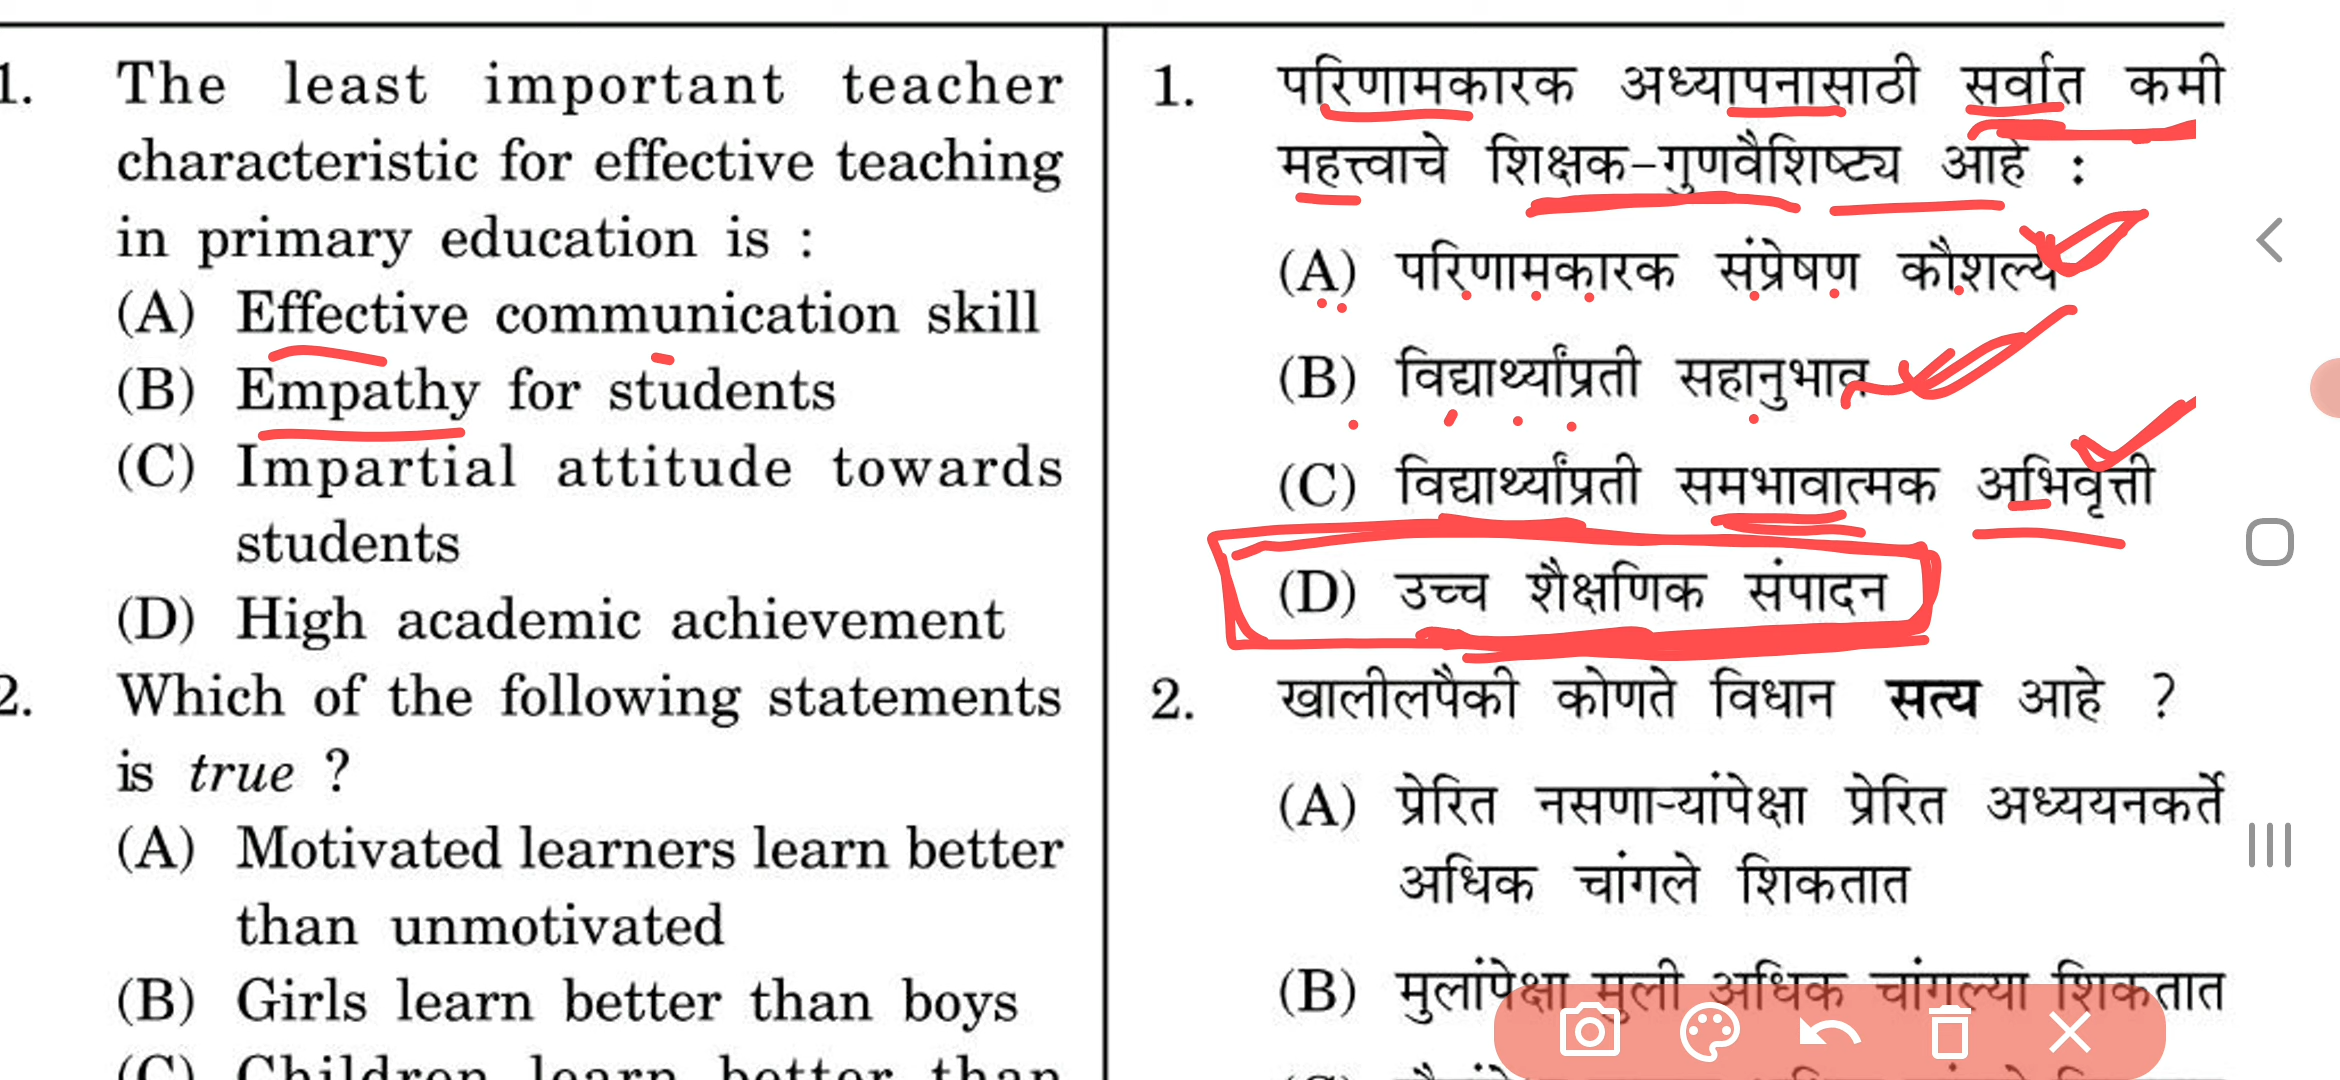 1. The least important teacher
characteristic for effective teaching
in primary education is :
(A) Effective communication skill
(B) Empathy for students
(C) Impartial attitude towards
students
(D) High academic achievement
2. Which of the following statements
is true ?
(A) Motivated learners learn better
than unmotivated
(B) Girls learn better than boys
(C) Children learn better than
1. परिणामकारक अध्यापनासाठी सर्वात कमी
महत्त्वाचे शिक्षक-गुणवैशिष्ट्य आहे :
(A) परिणामकारक संप्रेषण कौशल्य
(B) विद्यार्थ्यांप्रती सहानुभाव
(C) विद्यार्थ्यांप्रती समभावात्मक अभिवृत्ती
(D) उच्च शैक्षणिक संपादन
2. खालीलपैकी कोणते विधान सत्य आहे ?
(A) प्रेरित नसणाऱ्यांपेक्षा प्रेरित अध्ययनकर्ते
अधिक चांगले शिकतात
(B) मुलांपेक्षा मुली अधिक चांगल्या शिकतात
(C)